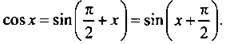 cos x = sin(π/2 + x) = sin(x + π/2).